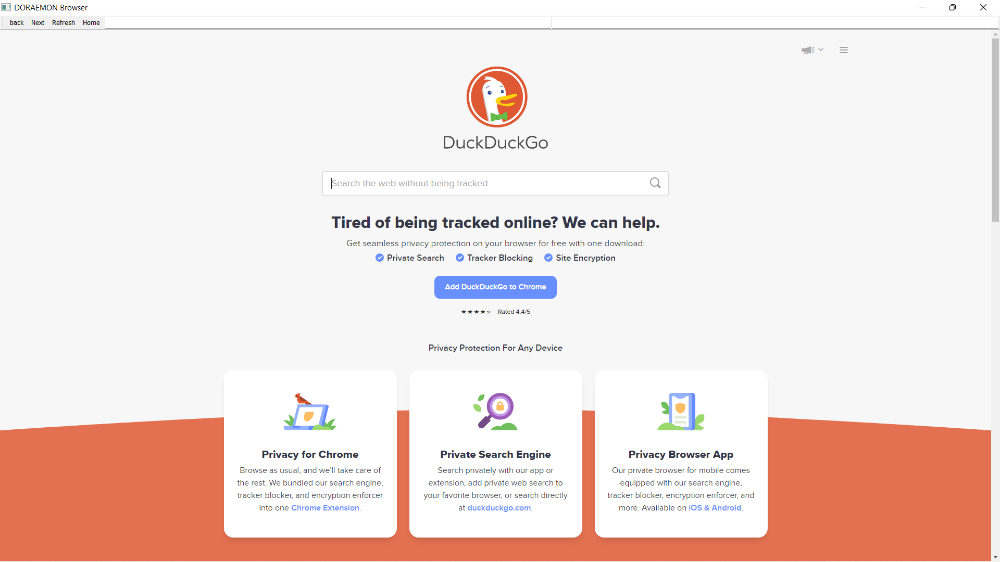 DORAEMON Browser
back Next Refresh Home
DuckDuckGo
Search the web without being tracked
Tired of being tracked online? We can help.
Get seamless privacy protection on your browser for free with one download:
Private Search Tracker Blocking Site Encryption
Add DuckDuckGo to Chrome
Rated 4.4/5
Privacy Protection For Any Device
Privacy for Chrome
Browse as usual, and we'll take care of
the rest. We bundled our search engine,
tracker blocker, and encryption enforcer
into one Chrome Extension.
Private Search Engine
Search privately with our app or
extension, add private web search to
your favorite browser, or search directly
at duckduckgo.com.
Privacy Browser App
Our private browser for mobile comes
equipped with our search engine,
tracker blocker, encryption enforcer, and
more. Available on iOS & Android.